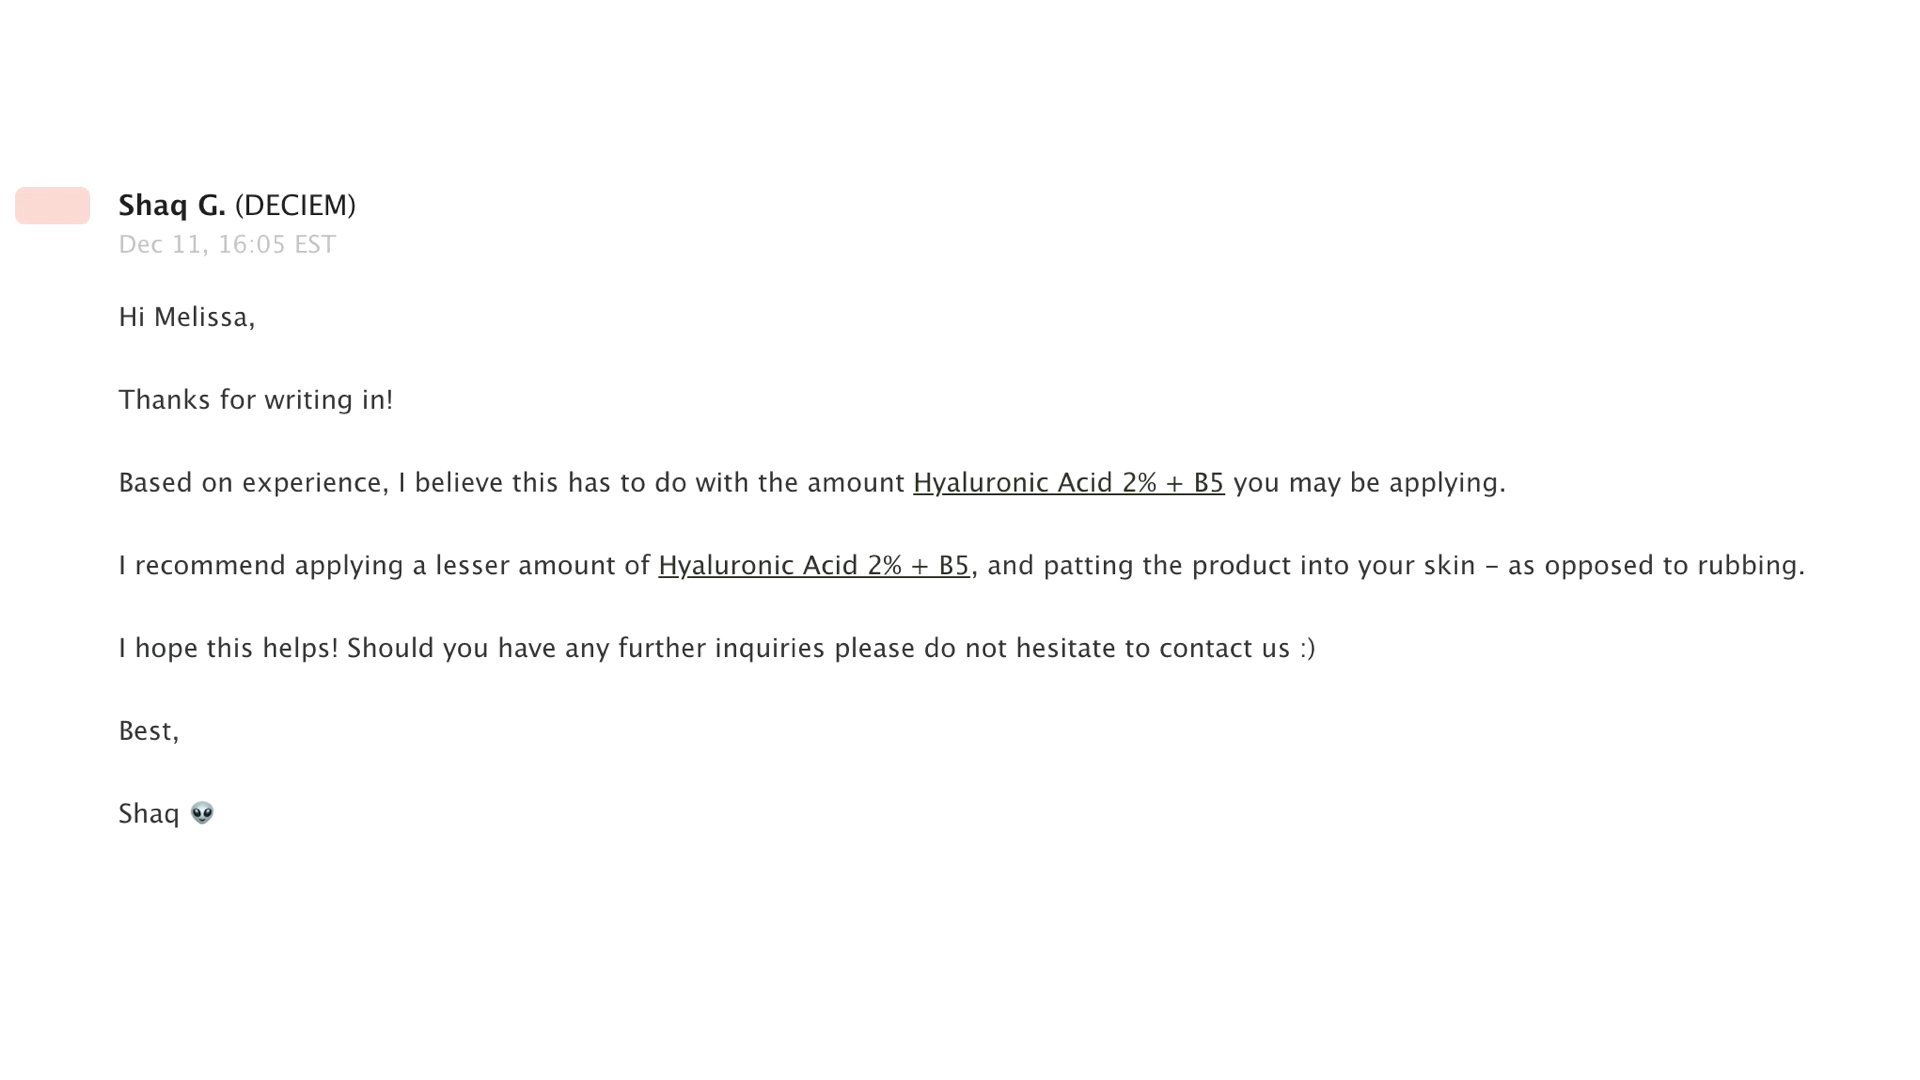 Shaq G. (DECIEM)
Dec 11, 16:05 EST
Hi Melissa,
Thanks for writing in!
Based on experience, I believe this has to do with the amount Hyaluronic Acid 2% + B5 you may be applying.
I recommend applying a lesser amount of Hyaluronic Acid 2% + B5, and patting the product into your skin – as opposed to rubbing.
I hope this helps! Should you have any further inquiries please do not hesitate to contact us :)
Best,
Shaq 👽